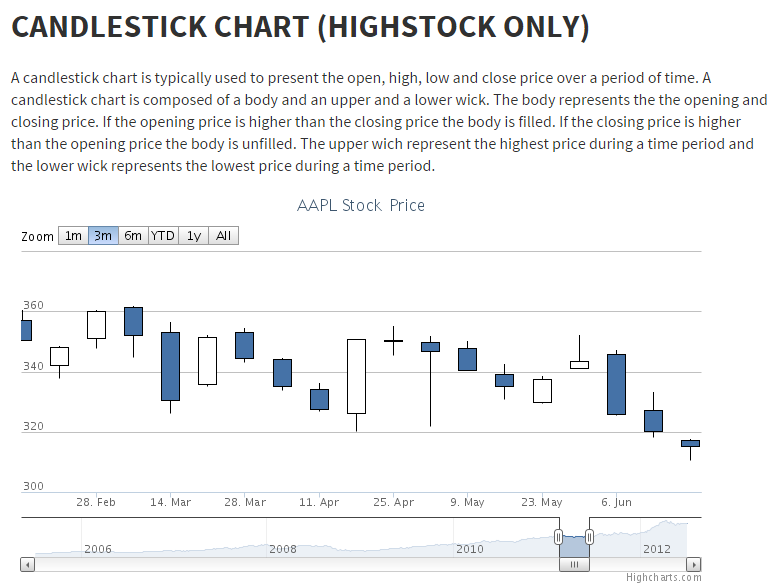 CANDLESTICK CHART (HIGHSTOCK ONLY)
A candlestick chart is typically used to present the open, high, low and close price over a period of time. A
candlestick chart is composed of a body and an upper and a lower wick. The body represents the the opening and
closing price. If the opening price is higher than the closing price the body is filled. If the closing price is higher
than the opening price the body is unfilled. The upper wich represent the highest price during a time period and
the lower wick represents the lowest price during a time period.
AAPL Stock Price
Zoom 1m 3m 6m YTD 1y All
360
340
320
300
28. Feb 14. Mar 28. Mar 11. Apr 25. Apr 9. May 23. May 6. Jun
2006 2008 2010 2012
Highcharts.com